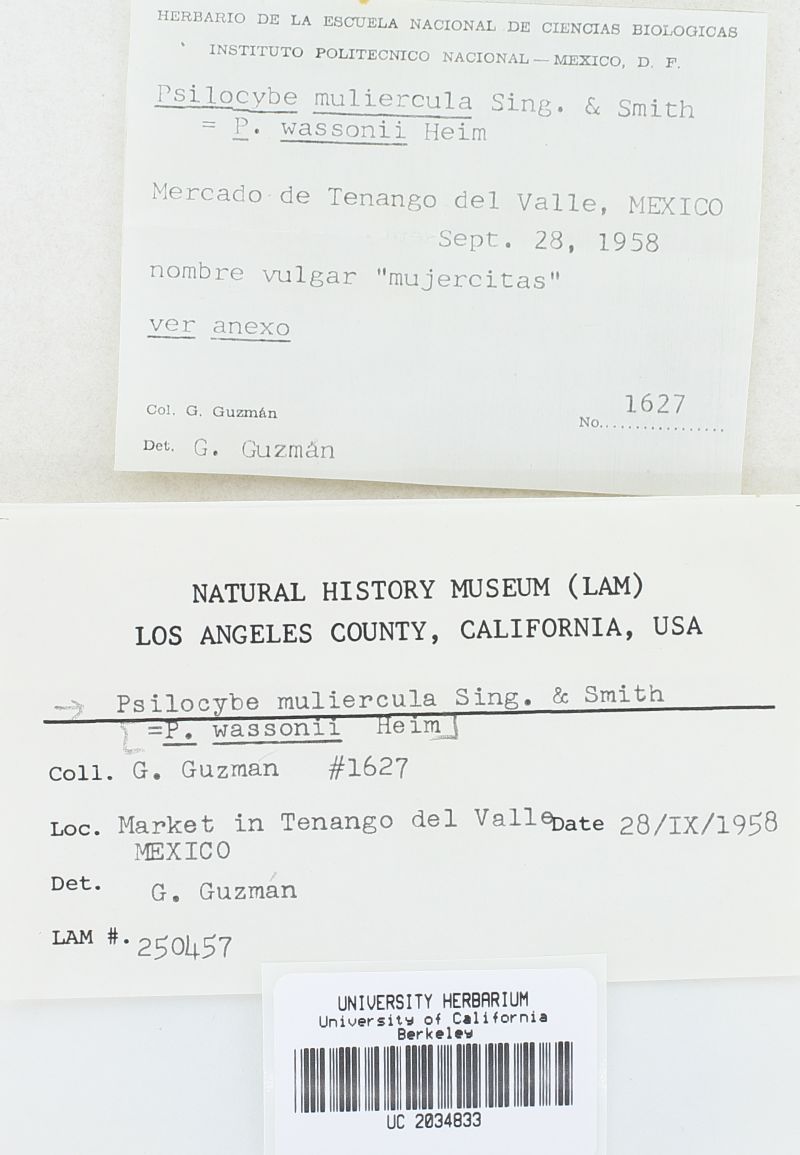 HERBARIO DE LA ESCUELA NACIONAL DE CIENCIAS BIOLOGICAS
INSTITUTO POLITECNICO NACIONAL — MEXICO, D. F.
Psilocybe muliercula Sing. & Smith
= P. wassonii Heim
Mercado de Tenango del Valle, MEXICO
Sept. 28, 1958
nombre vulgar "mujercitas"
ver anexo
Col. G. Guzmán
No. 1627
Det. G. Guzmán
NATURAL HISTORY MUSEUM (LAM)
LOS ANGELES COUNTY, CALIFORNIA, USA
→ Psilocybe muliercula Sing. & Smith
[=P. wassonii Heim]
Coll. G. Guzman #1627
Loc. Market in Tenango del Valle Date 28/IX/1958
MEXICO
Det. G. Guzmán
LAM #. 250457
UNIVERSITY HERBARIUM
University of California
Berkeley
UC 2034833